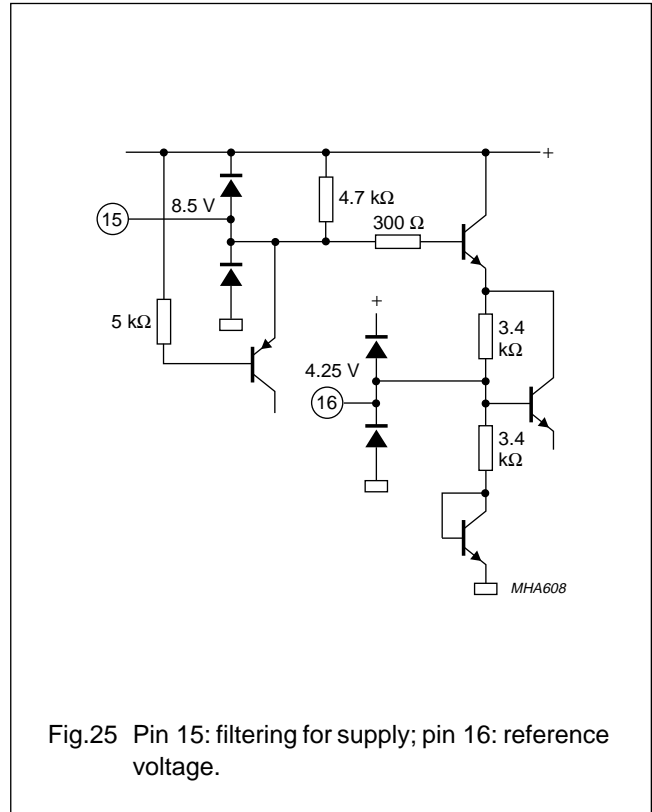 +
8.5 V
4.7 kΩ
15
300 Ω
+
5 kΩ
3.4
kΩ
4.25 V
16
3.4
kΩ
MHA608
Fig.25 Pin 15: filtering for supply; pin 16: reference
voltage.